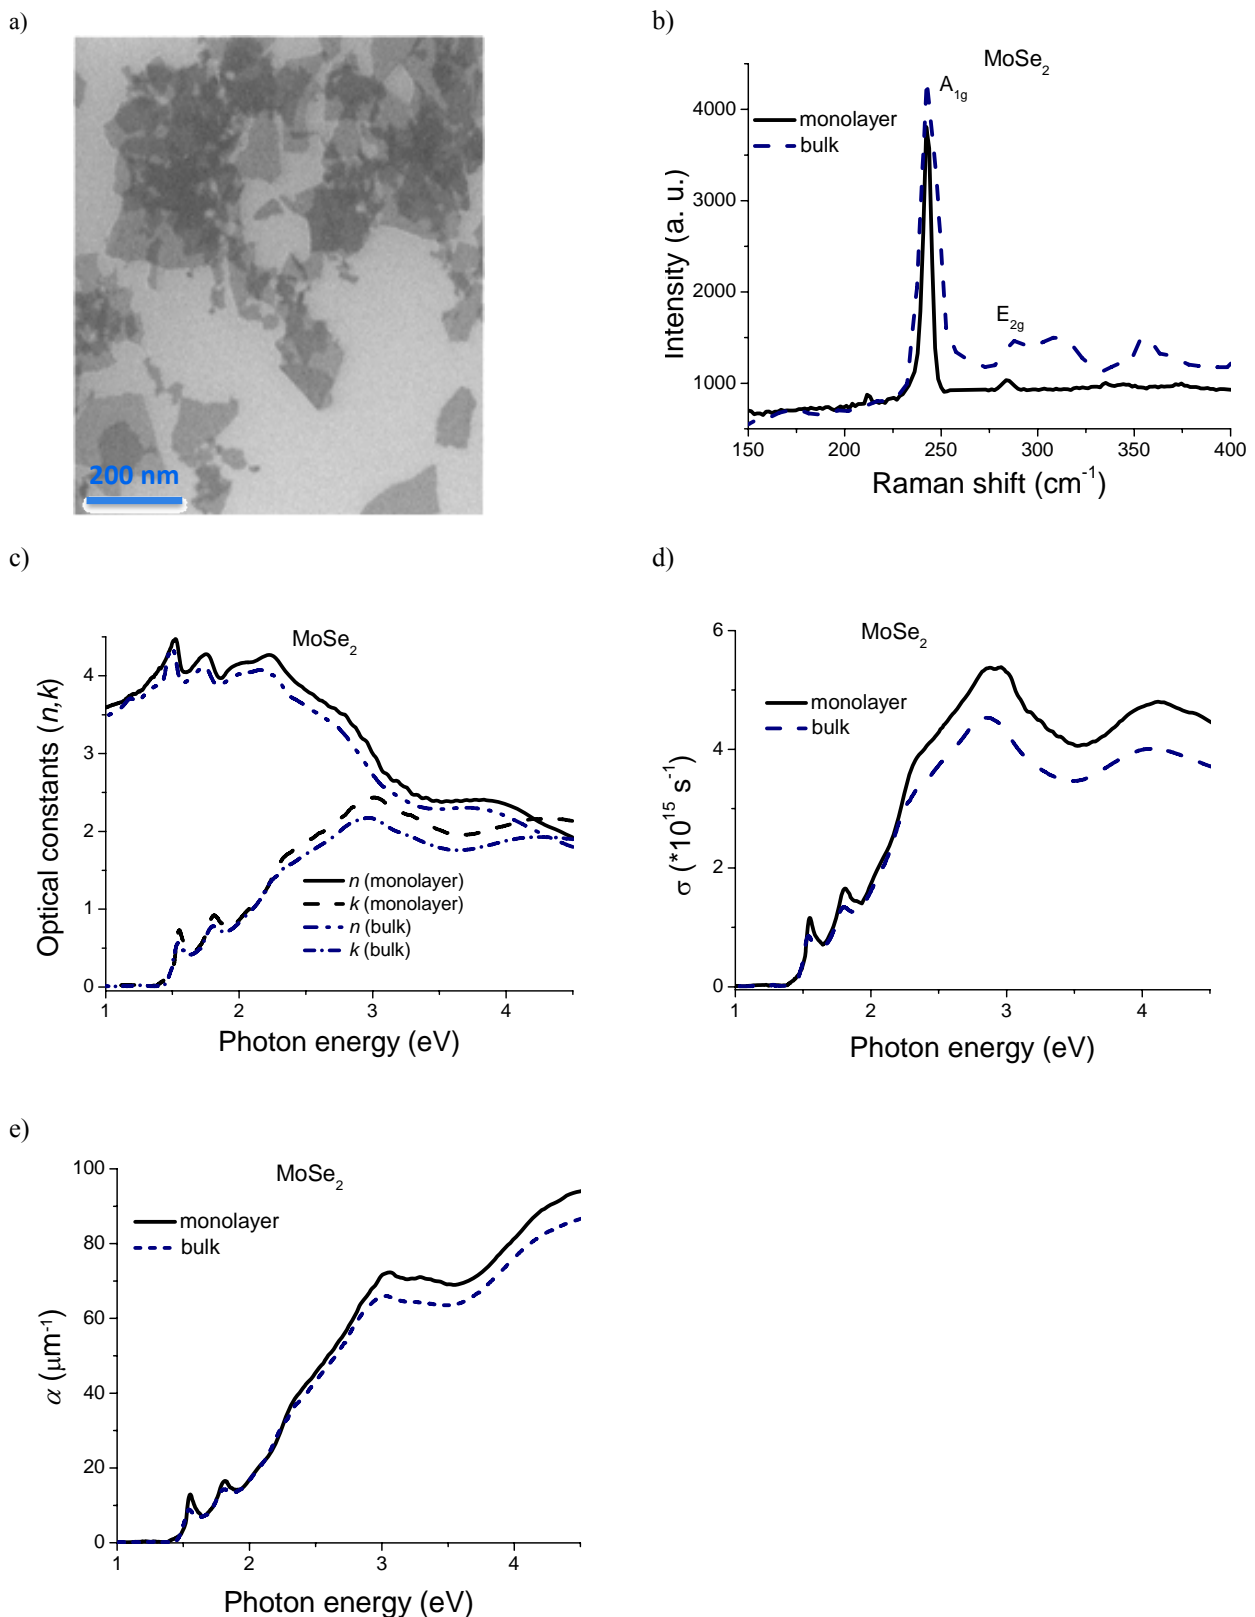 a)
200 nm
b)
MoSe2
A1g
monolayer
bulk
E2g
Intensity (a. u.)
4000
3000
2000
1000
150 200 250 300 350 400
Raman shift (cm-1)
c)
MoSe2
Optical constants (n,k)
4
3
2
1
0
n (monolayer)
k (monolayer)
n (bulk)
k (bulk)
1 2 3 4
Photon energy (eV)
d)
MoSe2
monolayer
bulk
σ (*10^15 s^-1)
6
4
2
0
1 2 3 4
Photon energy (eV)
e)
MoSe2
monolayer
bulk
α (μm-1)
100
80
60
40
20
0
1 2 3 4
Photon energy (eV)